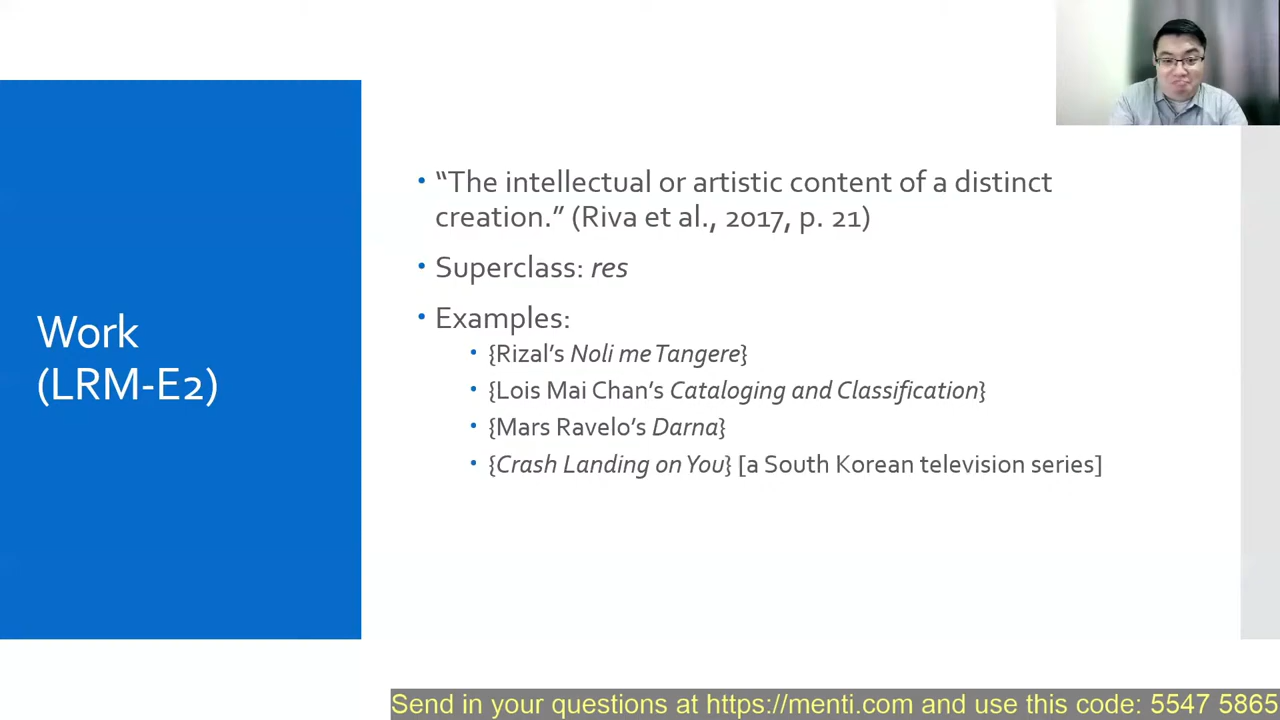 Work
(LRM-E2)
• “The intellectual or artistic content of a distinct
creation.” (Riva et al., 2017, p. 21)
• Superclass: res
• Examples:
• {Rizal’s Noli me Tangere}
• {Lois Mai Chan’s Cataloging and Classification}
• {Mars Ravelo’s Darna}
• {Crash Landing on You} [a South Korean television series]
Send in your questions at https://menti.com and use this code: 5547 5865